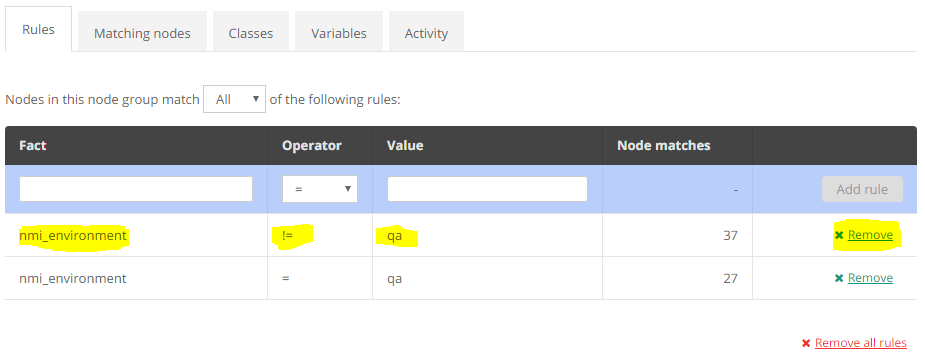 Rules Matching nodes Classes Variables Activity
Nodes in this node group match All of the following rules:
Fact Operator Value Node matches
= - Add rule
nmi_environment != qa 37 Remove
nmi_environment = qa 27 Remove
Remove all rules